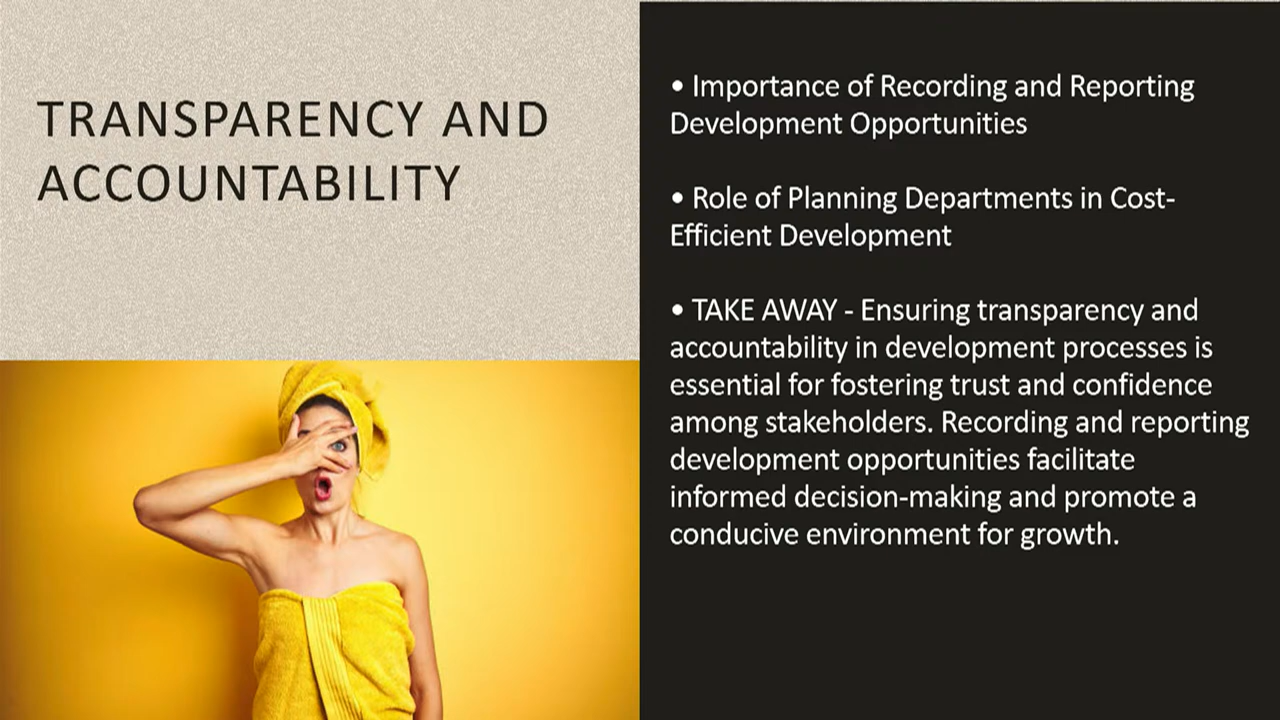 TRANSPARENCY AND
ACCOUNTABILITY
• Importance of Recording and Reporting
Development Opportunities
• Role of Planning Departments in Cost-
Efficient Development
• TAKE AWAY - Ensuring transparency and
accountability in development processes is
essential for fostering trust and confidence
among stakeholders. Recording and reporting
development opportunities facilitate
informed decision-making and promote a
conducive environment for growth.